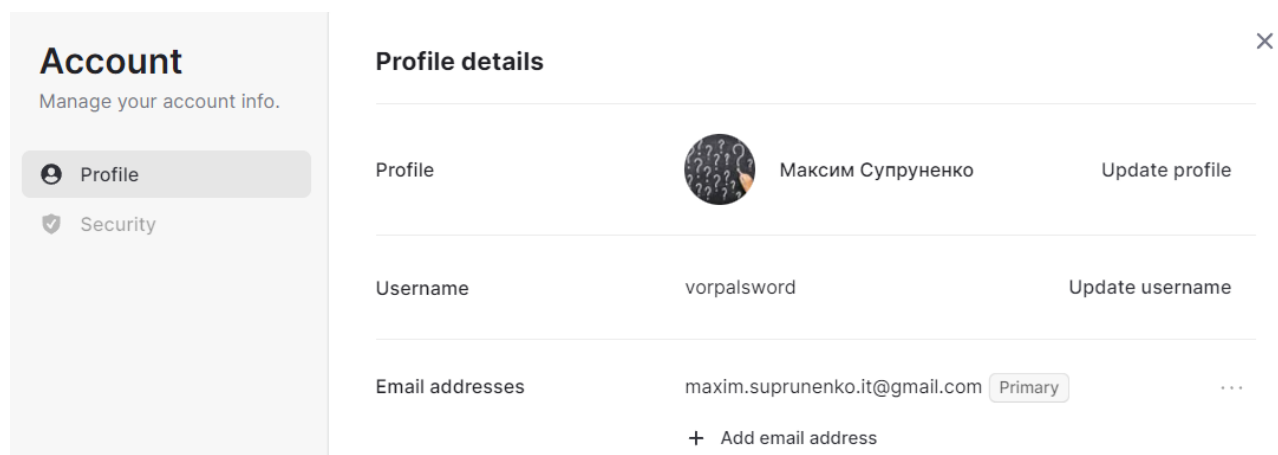 Account
Manage your account info.
Profile
Security
Profile details
Profile
Максим Супруненко
Update profile
Username
vorpalsword
Update username
Email addresses
maxim.suprunenko.it@gmail.com Primary
+ Add email address